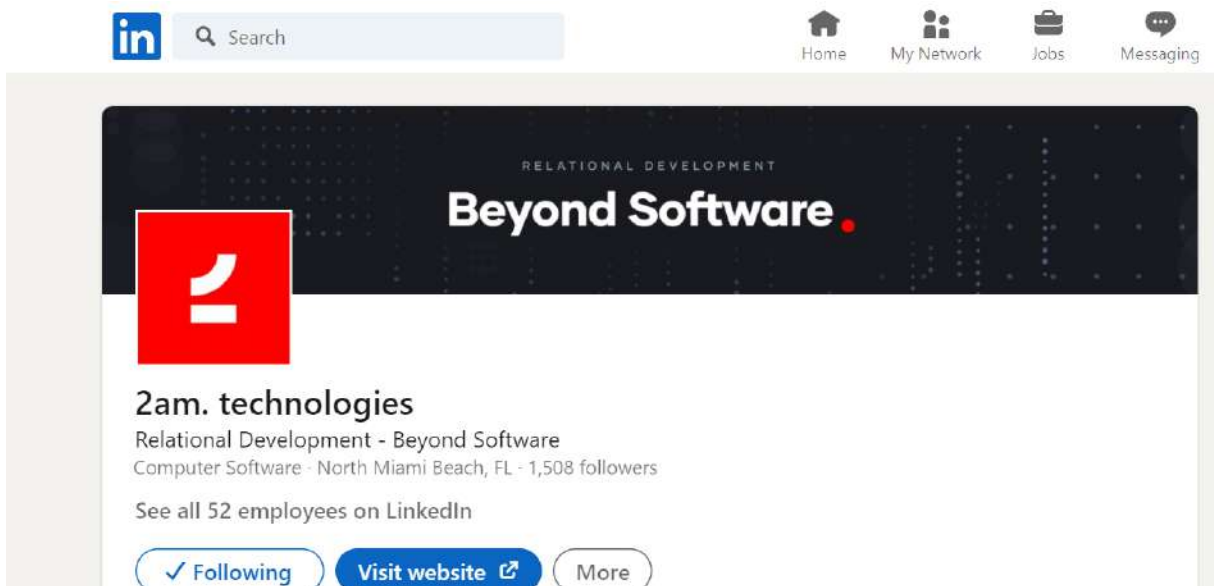 in
Search
Home My Network Jobs Messaging
RELATIONAL DEVELOPMENT
Beyond Software.
2am. technologies
Relational Development - Beyond Software
Computer Software · North Miami Beach, FL · 1,508 followers
See all 52 employees on LinkedIn
Following Visit website More